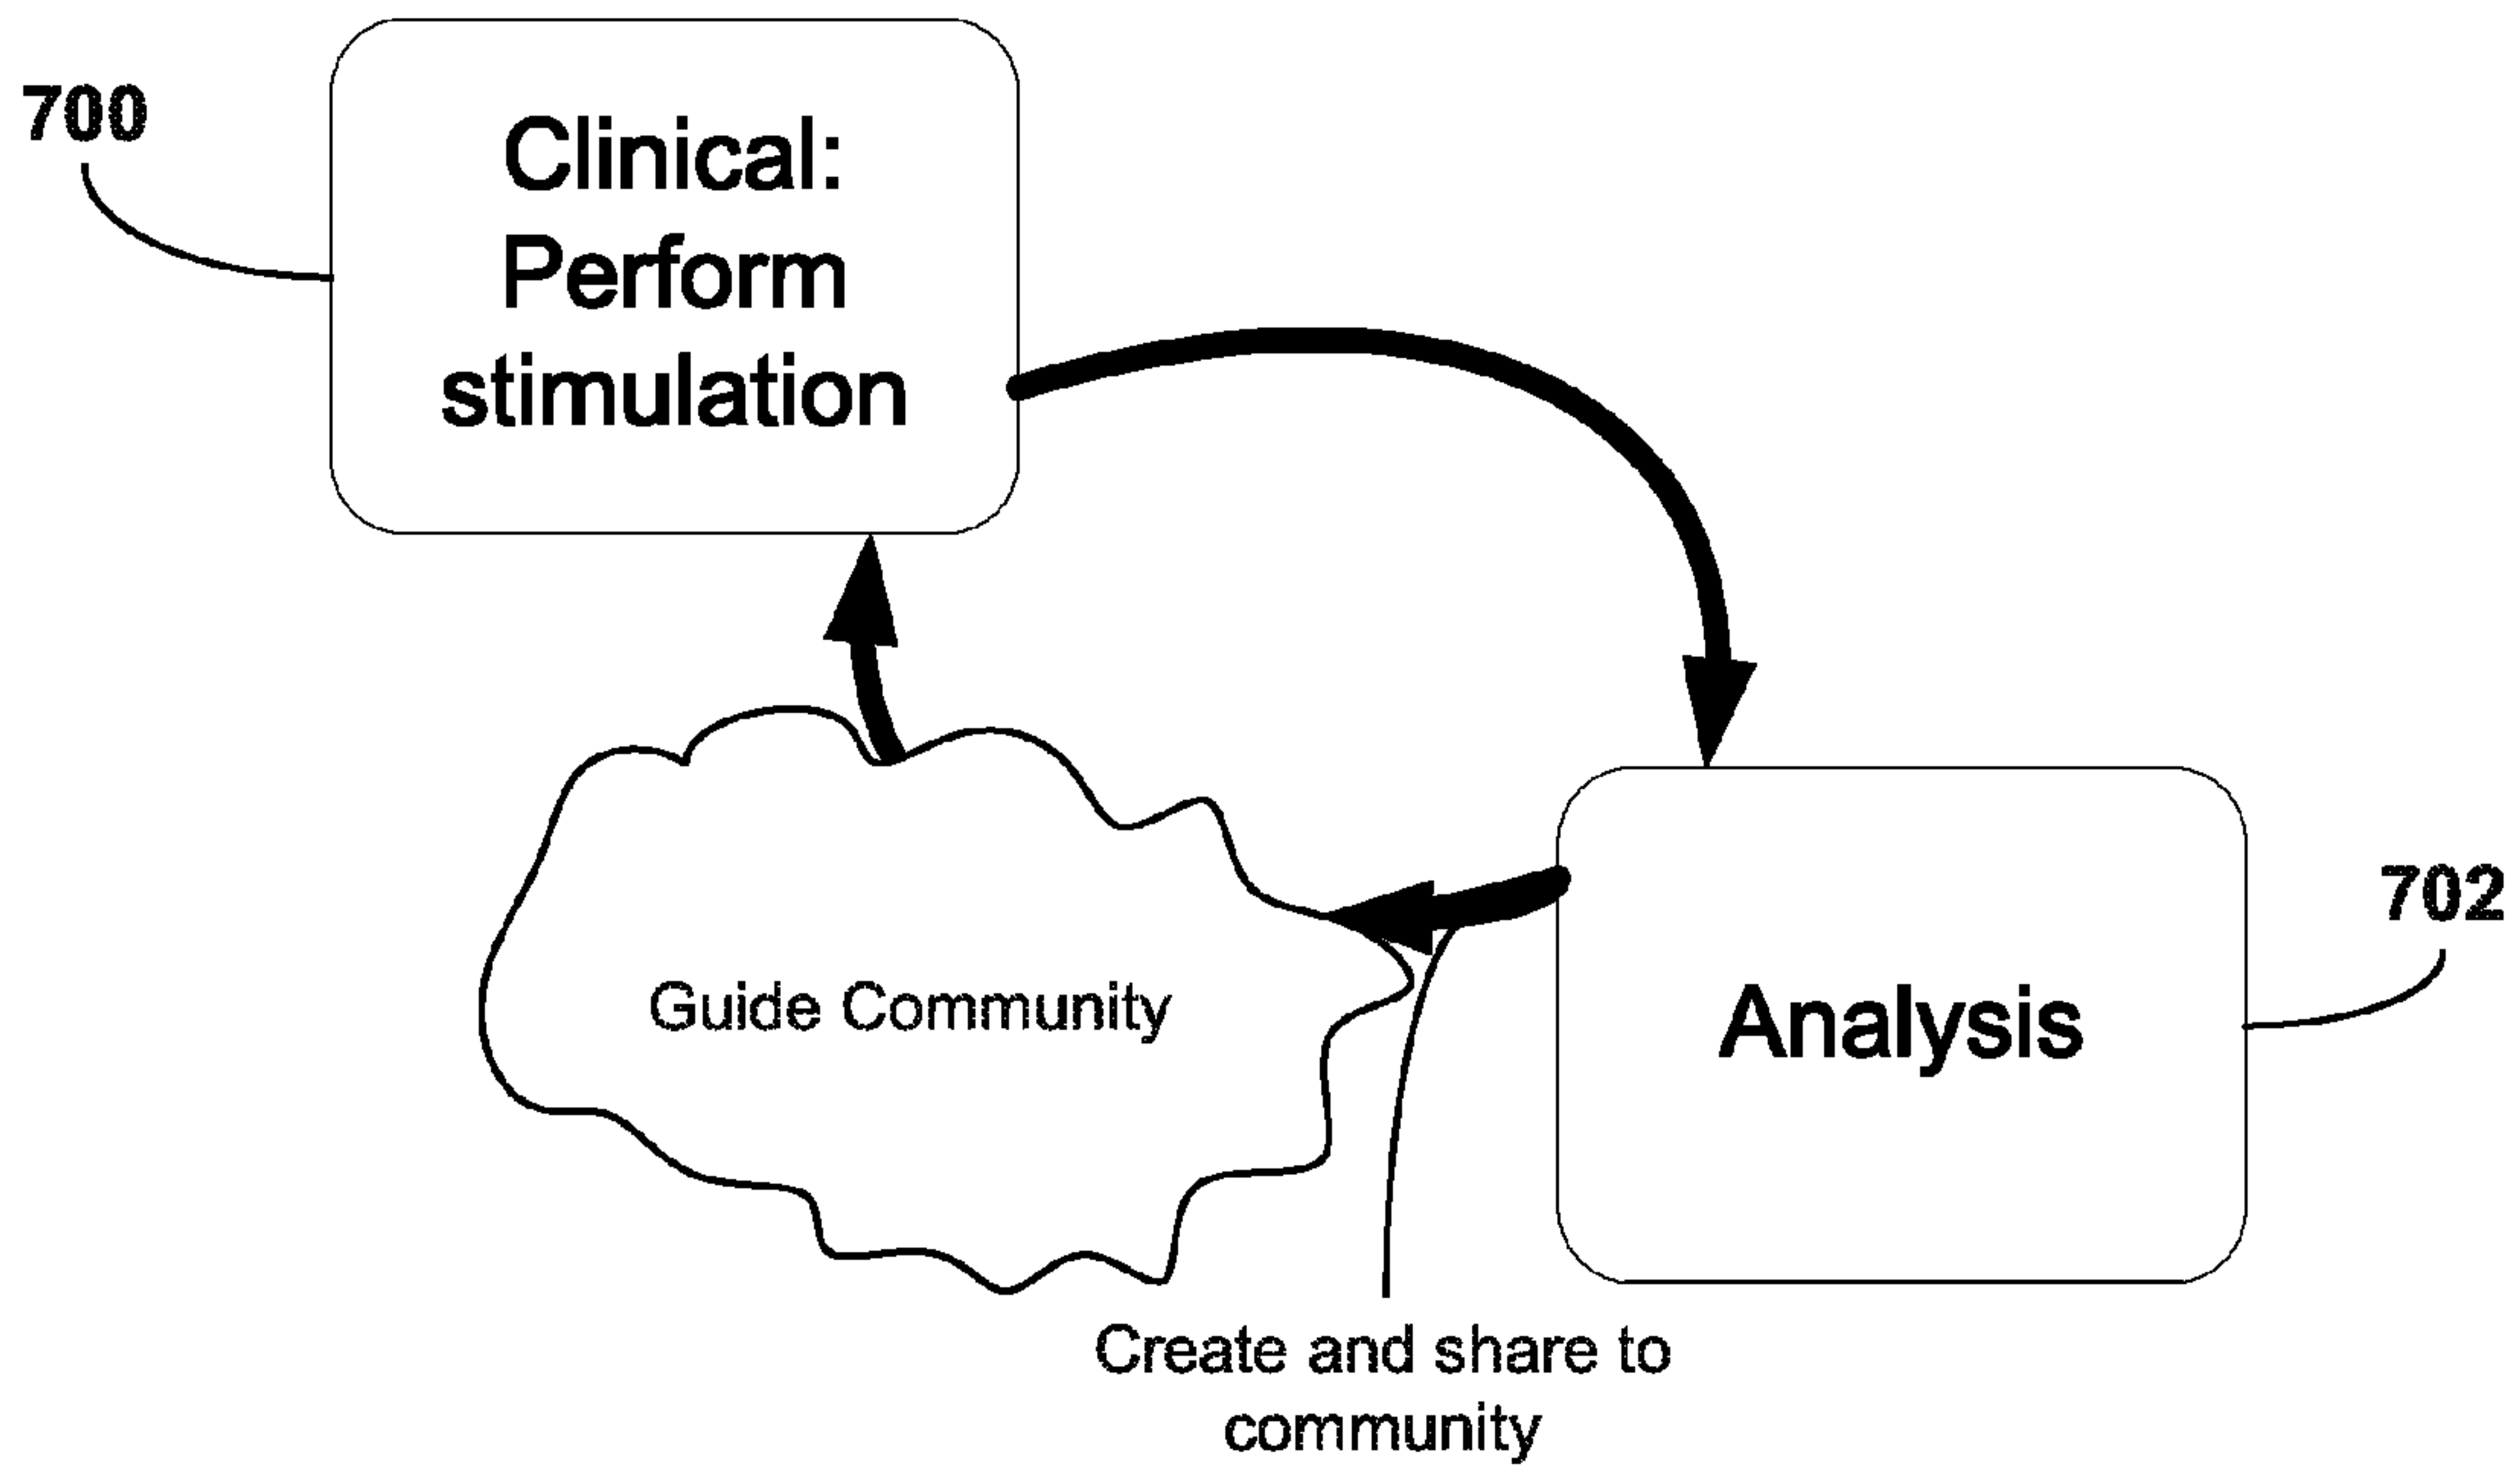 700
Clinical:
Perform
stimulation
702
Guide Community
Analysis
Create and share to
community